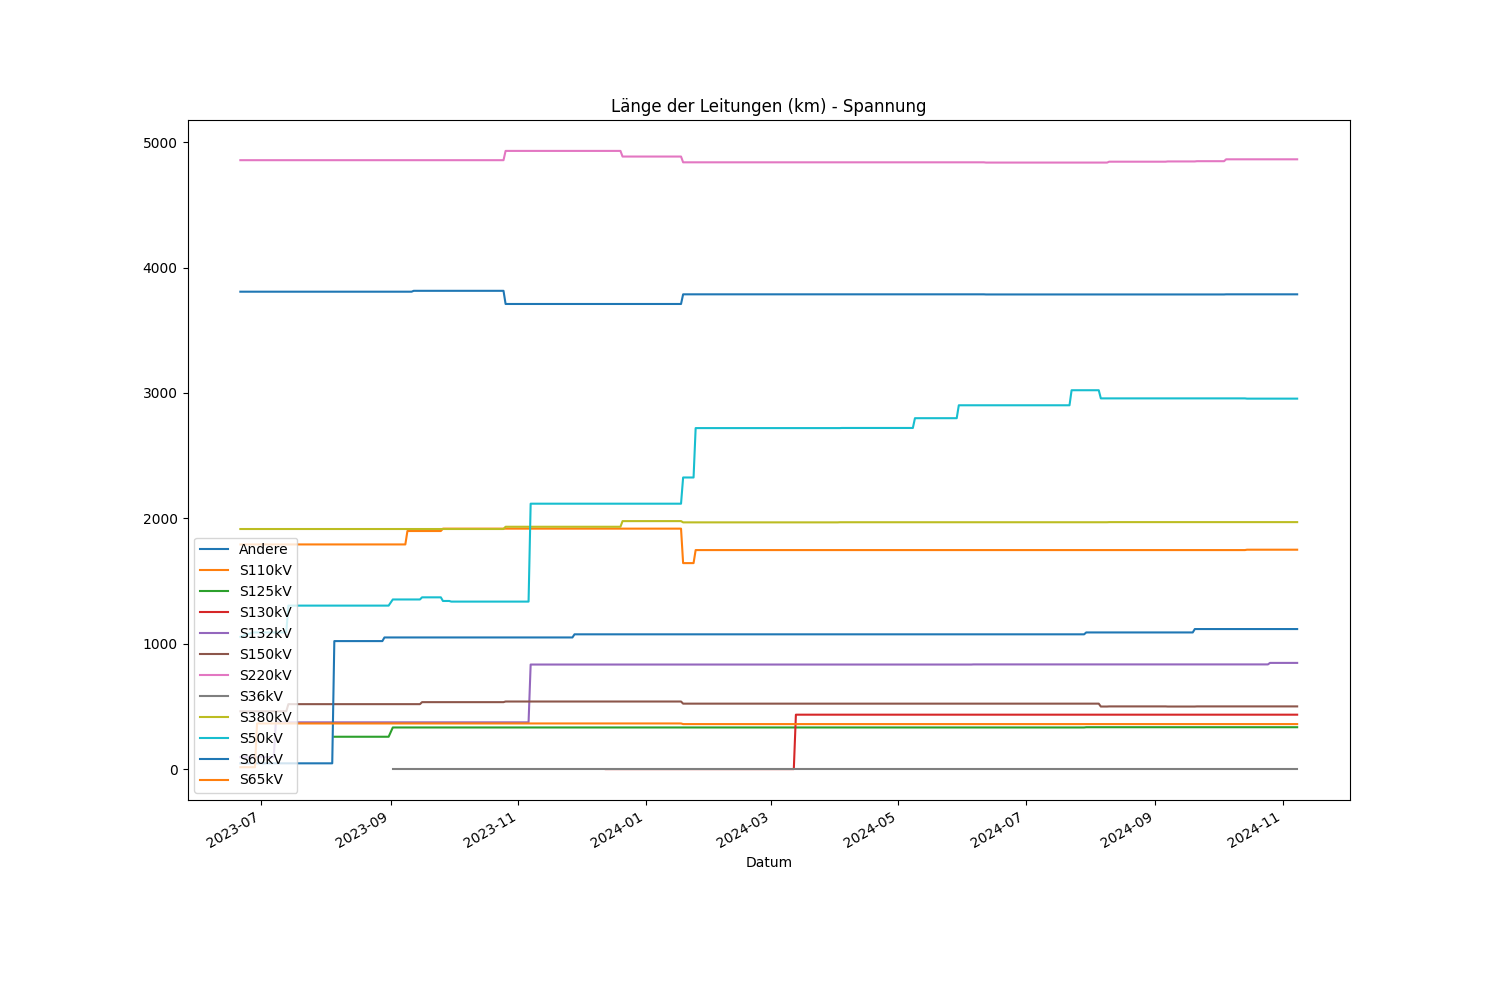 Länge der Leitungen (km) - Spannung
5000
4000
3000
2000
1000
0
Andere
S110kV
S125kV
S130kV
S132kV
S150kV
S220kV
S36kV
S380kV
S50kV
S60kV
S65kV
2023-07
2023-09
2023-11
2024-01
2024-03
2024-05
2024-07
2024-09
2024-11
Datum